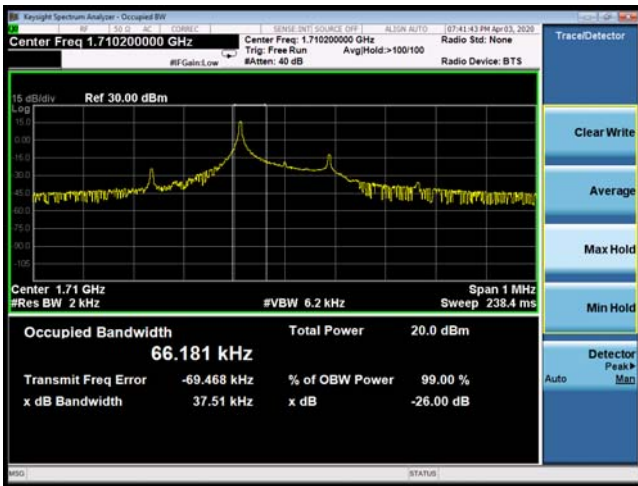 Keysight Spectrum Analyzer - Occupied BW
RF 50 Ω AC CORREC SENSE:INT SOURCE OFF ALIGN AUTO 07:41:43 PM Apr 03, 2020
Center Freq 1.710200000 GHz
Center Freq: 1.710200000 GHz
Radio Std: None
Trig: Free Run Avg|Hold:>100/100
#IFGain:Low #Atten: 40 dB Radio Device: BTS
Trace/Detector
15 dB/div Ref 30.00 dBm
Log
15.0
0.00
-15.0
-30.0
-45.0
-60.0
-75.0
-90.0
-105
Center 1.71 GHz Span 1 MHz
#Res BW 2 kHz #VBW 6.2 kHz Sweep 238.4 ms
Occupied Bandwidth Total Power 20.0 dBm
66.181 kHz
Transmit Freq Error -69.468 kHz % of OBW Power 99.00 %
x dB Bandwidth 37.51 kHz x dB -26.00 dB
Clear Write
Average
Max Hold
Min Hold
Detector
Peak▶
Auto Man
MSG STATUS